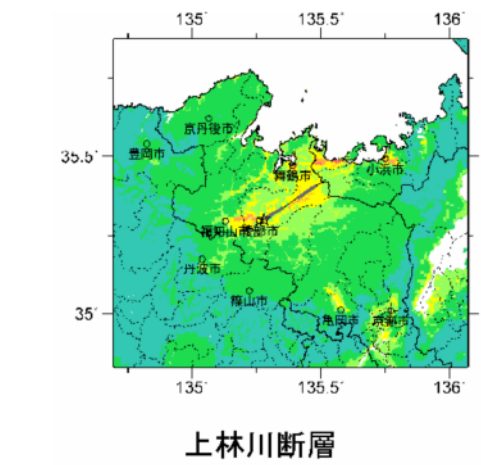 135° 135.5° 136°
京丹後市
豊岡市
35.5°
舞鶴市
小浜市
福知山市
綾部市
丹波市
篠山市
35°
亀岡市
京都市
135° 135.5° 136°
上林川断層